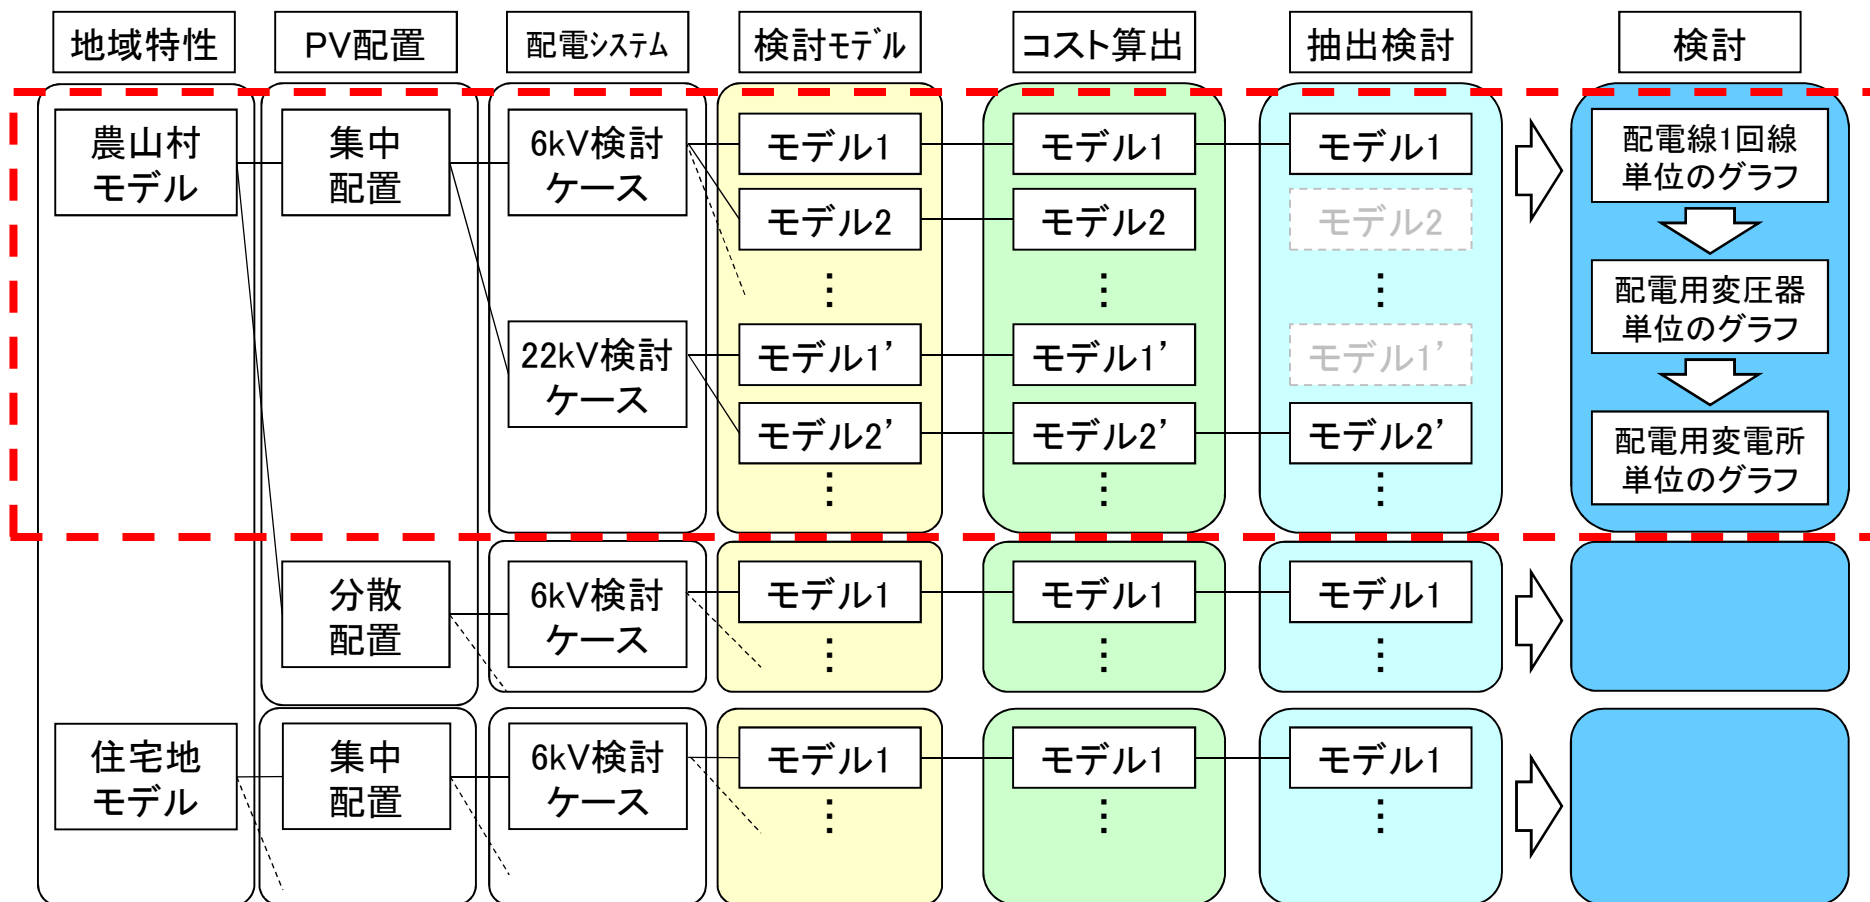 地域特性
PV配置
配電システム
検討モデル
コスト算出
抽出検討
検討
農山村
モデル
集中
配置
6kV検討
ケース
モデル1
モデル1
モデル1
配電線1回線
単位のグラフ
モデル2
モデル2
モデル2
⋮
⋮
⋮
配電用変圧器
単位のグラフ
22kV検討
ケース
モデル1’
モデル1’
モデル1’
モデル2’
モデル2’
モデル2’
配電用変電所
単位のグラフ
⋮
⋮
⋮
分散
配置
6kV検討
ケース
モデル1
モデル1
モデル1
⋮
⋮
⋮
住宅地
モデル
集中
配置
6kV検討
ケース
モデル1
モデル1
モデル1
⋮
⋮
⋮